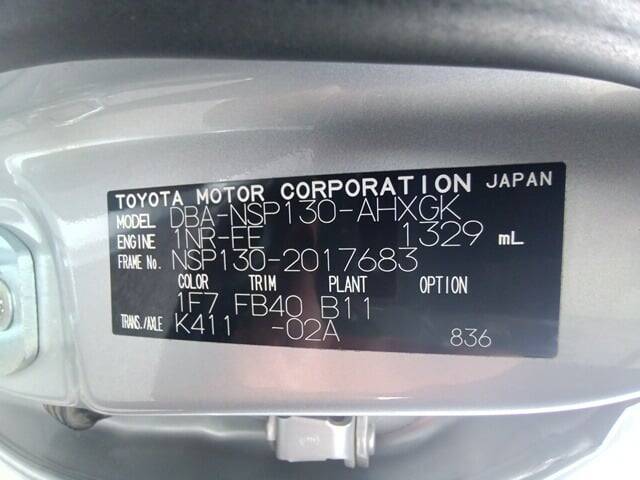 TOYOTA MOTOR CORPORATION JAPAN
MODEL DBA-NSP130-AHXGK
ENGINE 1NR-FE 1329 mL
FRAME No. NSP130-2017683
COLOR TRIM PLANT OPTION
1F7 FB40 B11
TRANS./AXLE K411 -02A
836